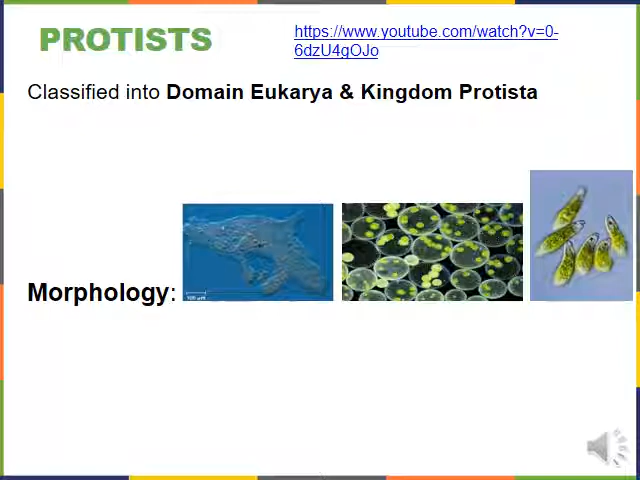 PROTISTS
https://www.youtube.com/watch?v=0-
6dzU4gOJo
Classified into Domain Eukarya & Kingdom Protista
Morphology: